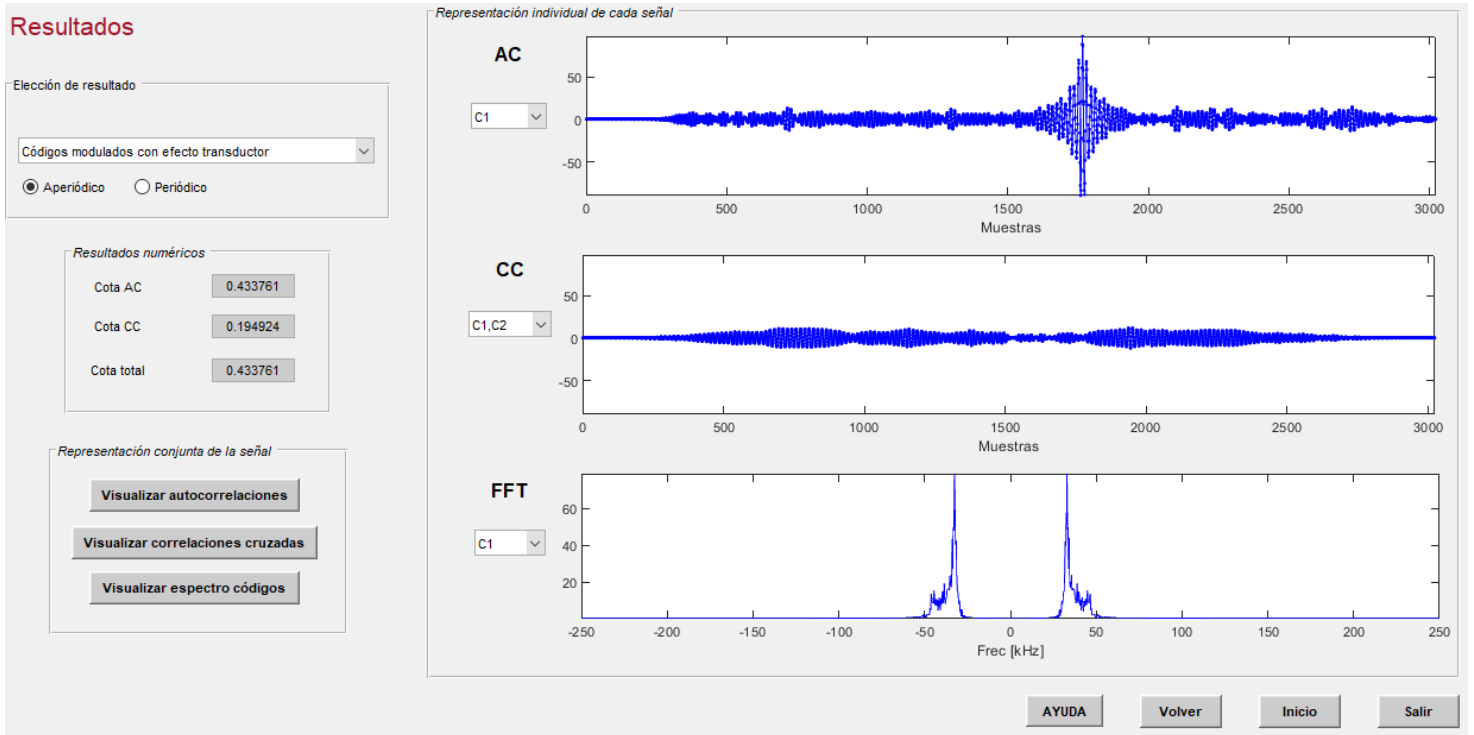 Resultados
Elección de resultado
Códigos modulados con efecto transductor
Aperiódico Periódico
Resultados numéricos
Cota AC 0.433761
Cota CC 0.194924
Cota total 0.433761
Representación conjunta de la señal
Visualizar autocorrelaciones
Visualizar correlaciones cruzadas
Visualizar espectro códigos
Representación individual de cada señal
AC
C1
50
0
-50
0 500 1000 1500 2000 2500 3000
Muestras
CC
C1,C2
50
0
-50
0 500 1000 1500 2000 2500 3000
Muestras
FFT
C1
60
40
20
-250 -200 -150 -100 -50 0 50 100 150 200 250
Frec [kHz]
AYUDA Volver Inicio Salir